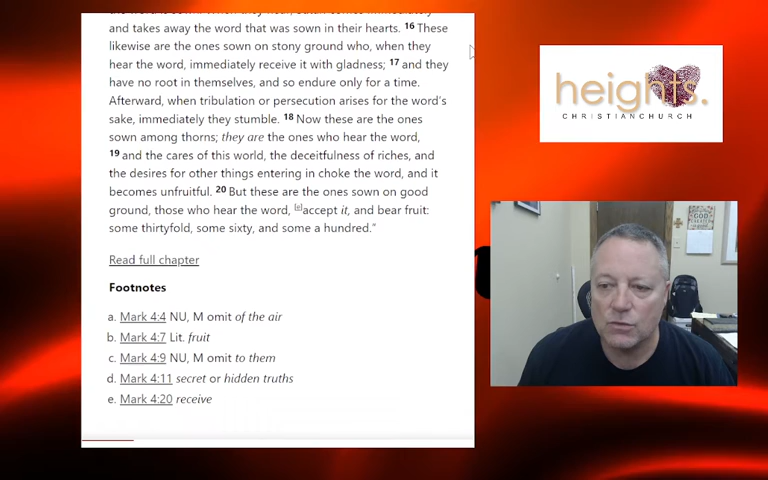 and takes away the word that was sown in their hearts. 16 These
likewise are the ones sown on stony ground who, when they
hear the word, immediately receive it with gladness; 17 and they
have no root in themselves, and so endure only for a time.
Afterward, when tribulation or persecution arises for the word's
sake, immediately they stumble. 18 Now these are the ones
sown among thorns; they are the ones who hear the word,
19 and the cares of this world, the deceitfulness of riches, and
the desires for other things entering in choke the word, and it
becomes unfruitful. 20 But these are the ones sown on good
ground, those who hear the word, [e]accept it, and bear fruit:
some thirtyfold, some sixty, and some a hundred."
Read full chapter
Footnotes
a. Mark 4:4 NU, M omit of the air
b. Mark 4:7 Lit. fruit
c. Mark 4:9 NU, M omit to them
d. Mark 4:11 secret or hidden truths
e. Mark 4:20 receive
heights.
CHRISTIANCHURCH